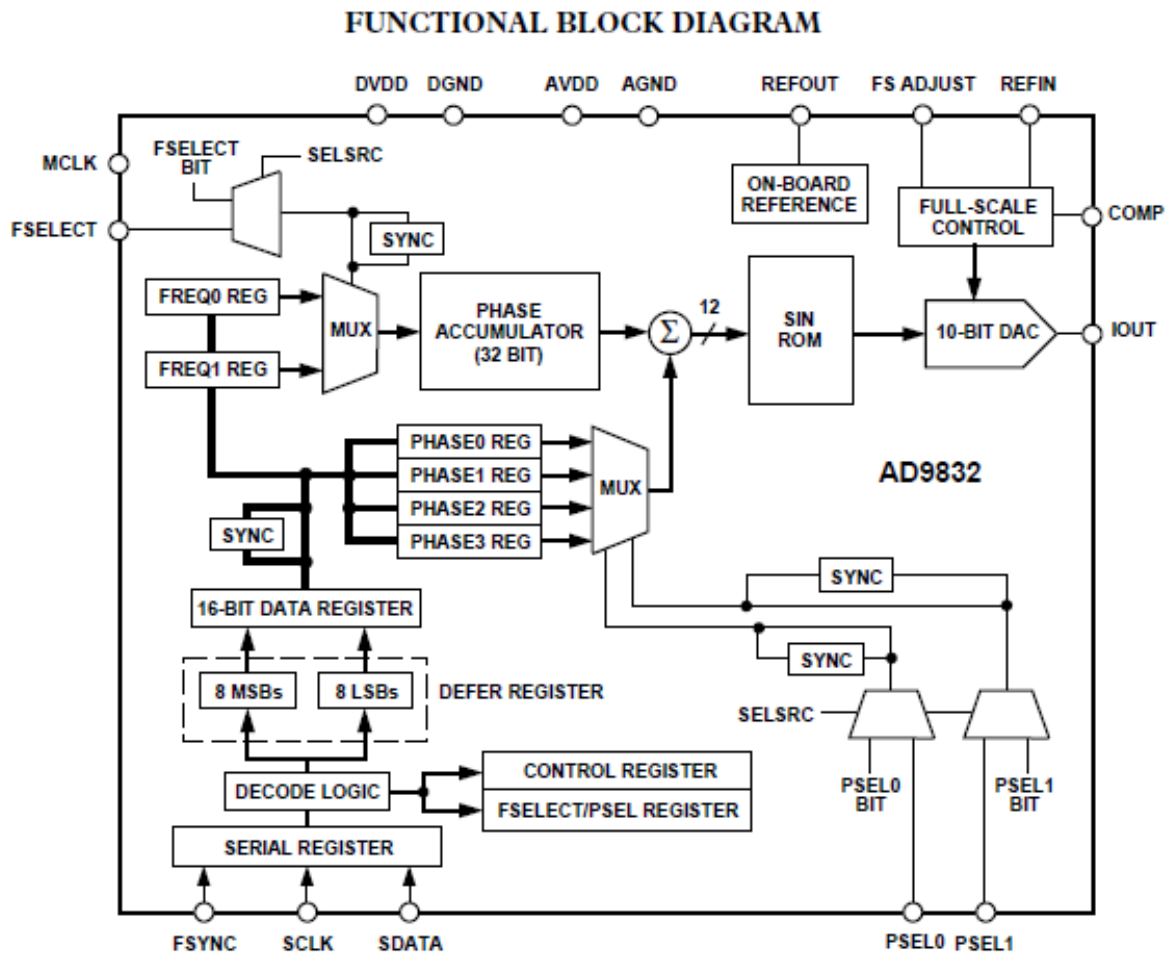 FUNCTIONAL BLOCK DIAGRAM
DVDD DGND AVDD AGND REFOUT FS ADJUST REFIN
MCLK
FSELECT
BIT
SELSRC
ON-BOARD
REFERENCE
FULL-SCALE
CONTROL
COMP
FSELECT
SYNC
FREQ0 REG
MUX
PHASE
ACCUMULATOR
(32 BIT)
Σ
12
SIN
ROM
10-BIT DAC
IOUT
FREQ1 REG
PHASE0 REG
PHASE1 REG
PHASE2 REG
PHASE3 REG
MUX
AD9832
SYNC
SYNC
16-BIT DATA REGISTER
SYNC
8 MSBs
8 LSBs
DEFER REGISTER
SELSRC
DECODE LOGIC
CONTROL REGISTER
FSELECT/PSEL REGISTER
PSEL0
BIT
PSEL1
BIT
SERIAL REGISTER
FSYNC SCLK SDATA PSEL0 PSEL1